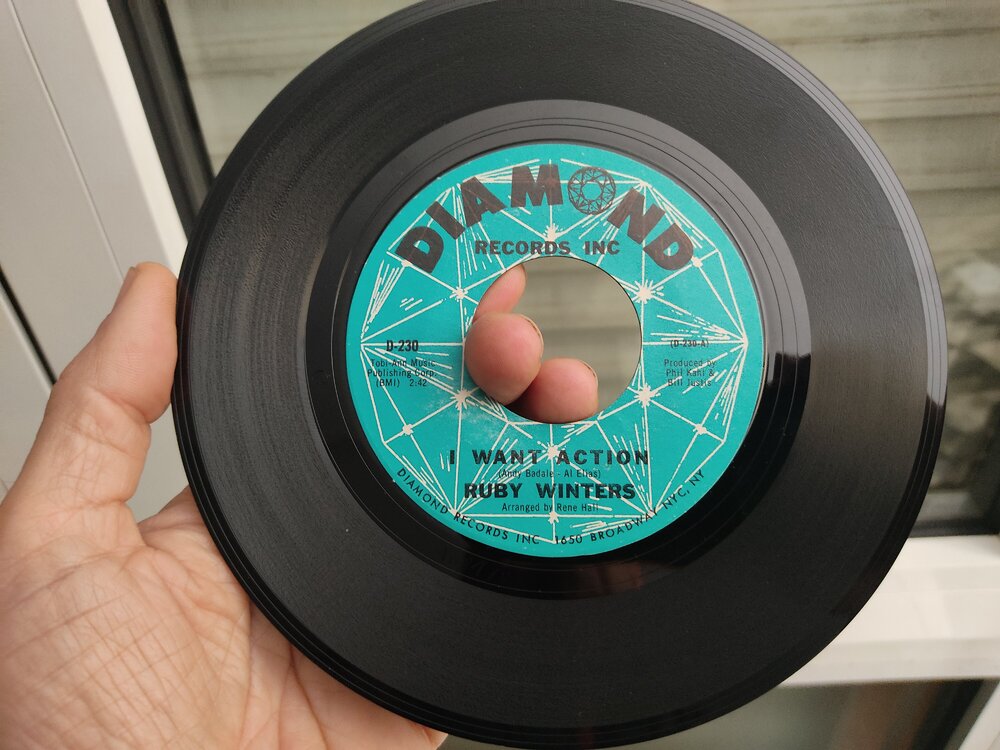 DIAMOND
RECORDS INC
D-230
Tobi-Ann Music
Publishing Corp.
(BMI) 2:42
(D-230-A)
Produced by
Phil Kahl &
Bill Justis
I WANT ACTION
(Andy Badale - Al Elias)
RUBY WINTERS
Arranged by Rene Hall
DIAMOND RECORDS INC 1650 BROADWAY NYC, NY